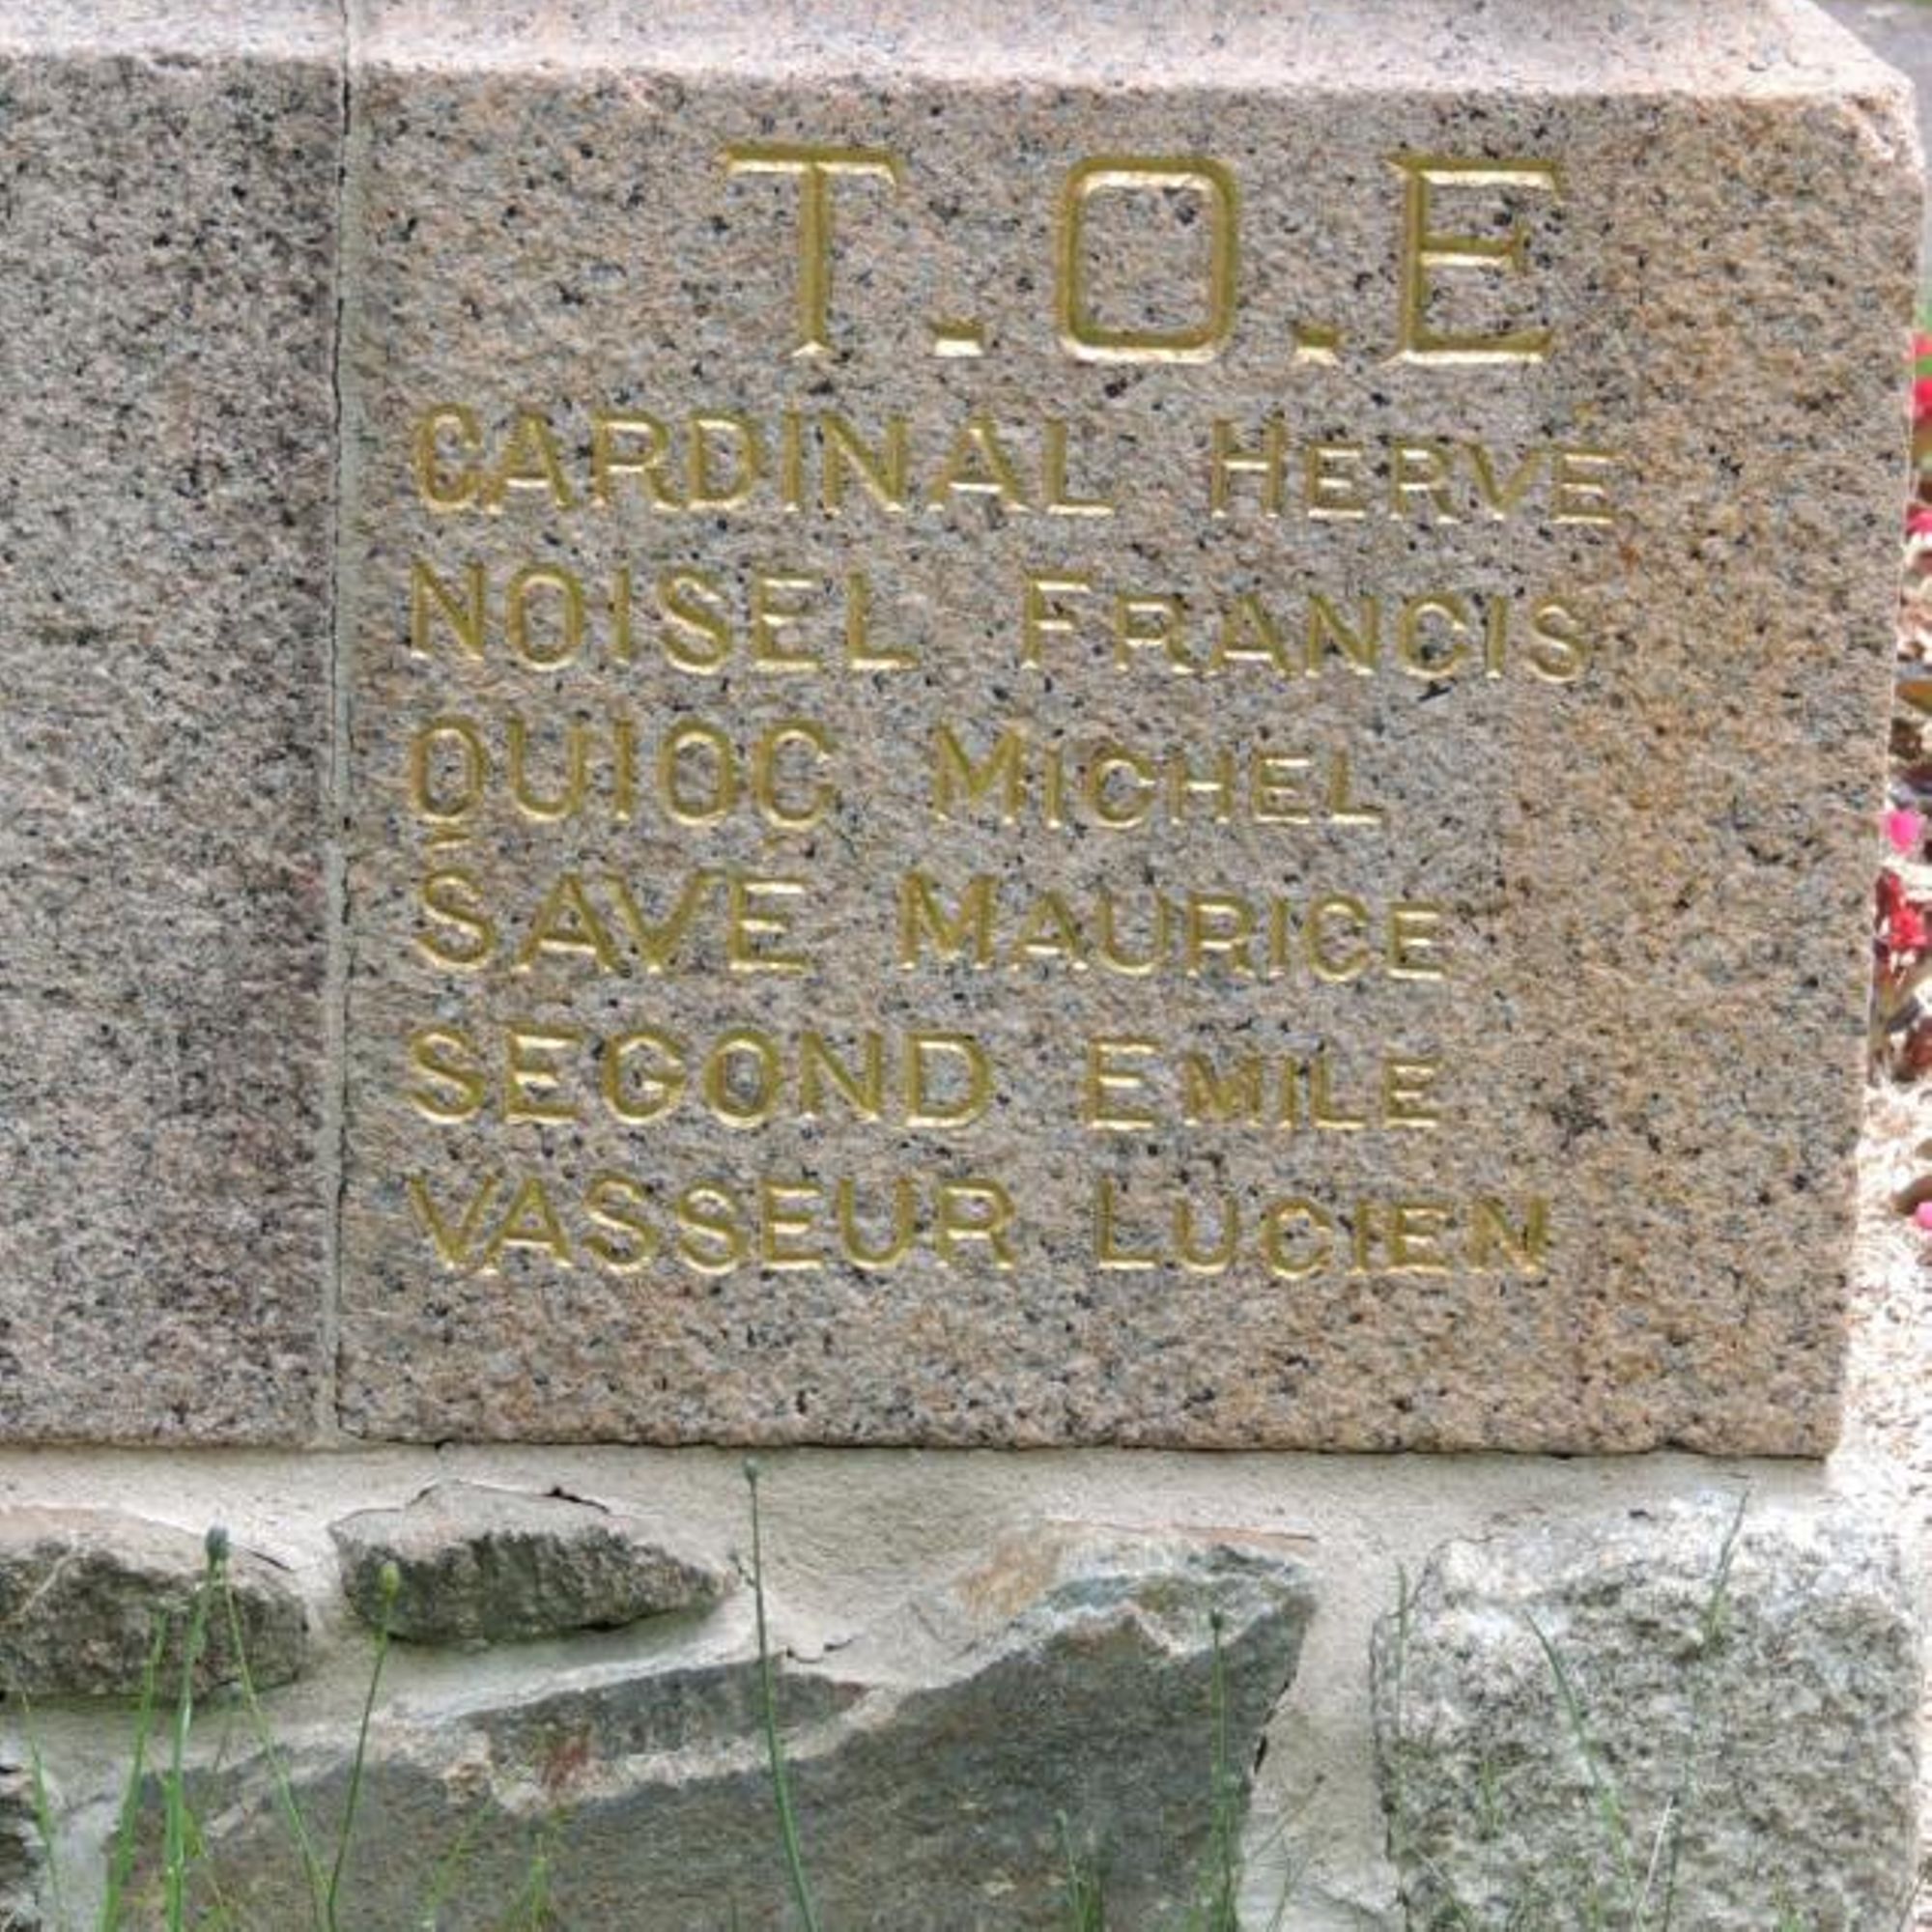 T.O.E
CARDINAL HERVÉ
NOISEL FRANCIS
QUIOC MICHEL
SAVE MAURICE
SEGOND EMILE
VASSEUR LUCIEN